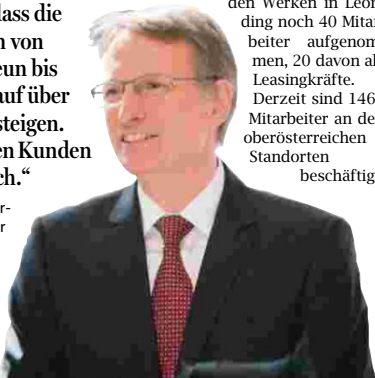 dass die
n von
eun bis
auf über
steigen.
en Kunden
ch.“
r-
r
den Werken in Leon
ding noch 40 Mitar
beiter aufgenom
men, 20 davon al
Leasingkräfte.
Derzeit sind 146
Mitarbeiter an de
oberösterreichen
Standorten
beschäftig